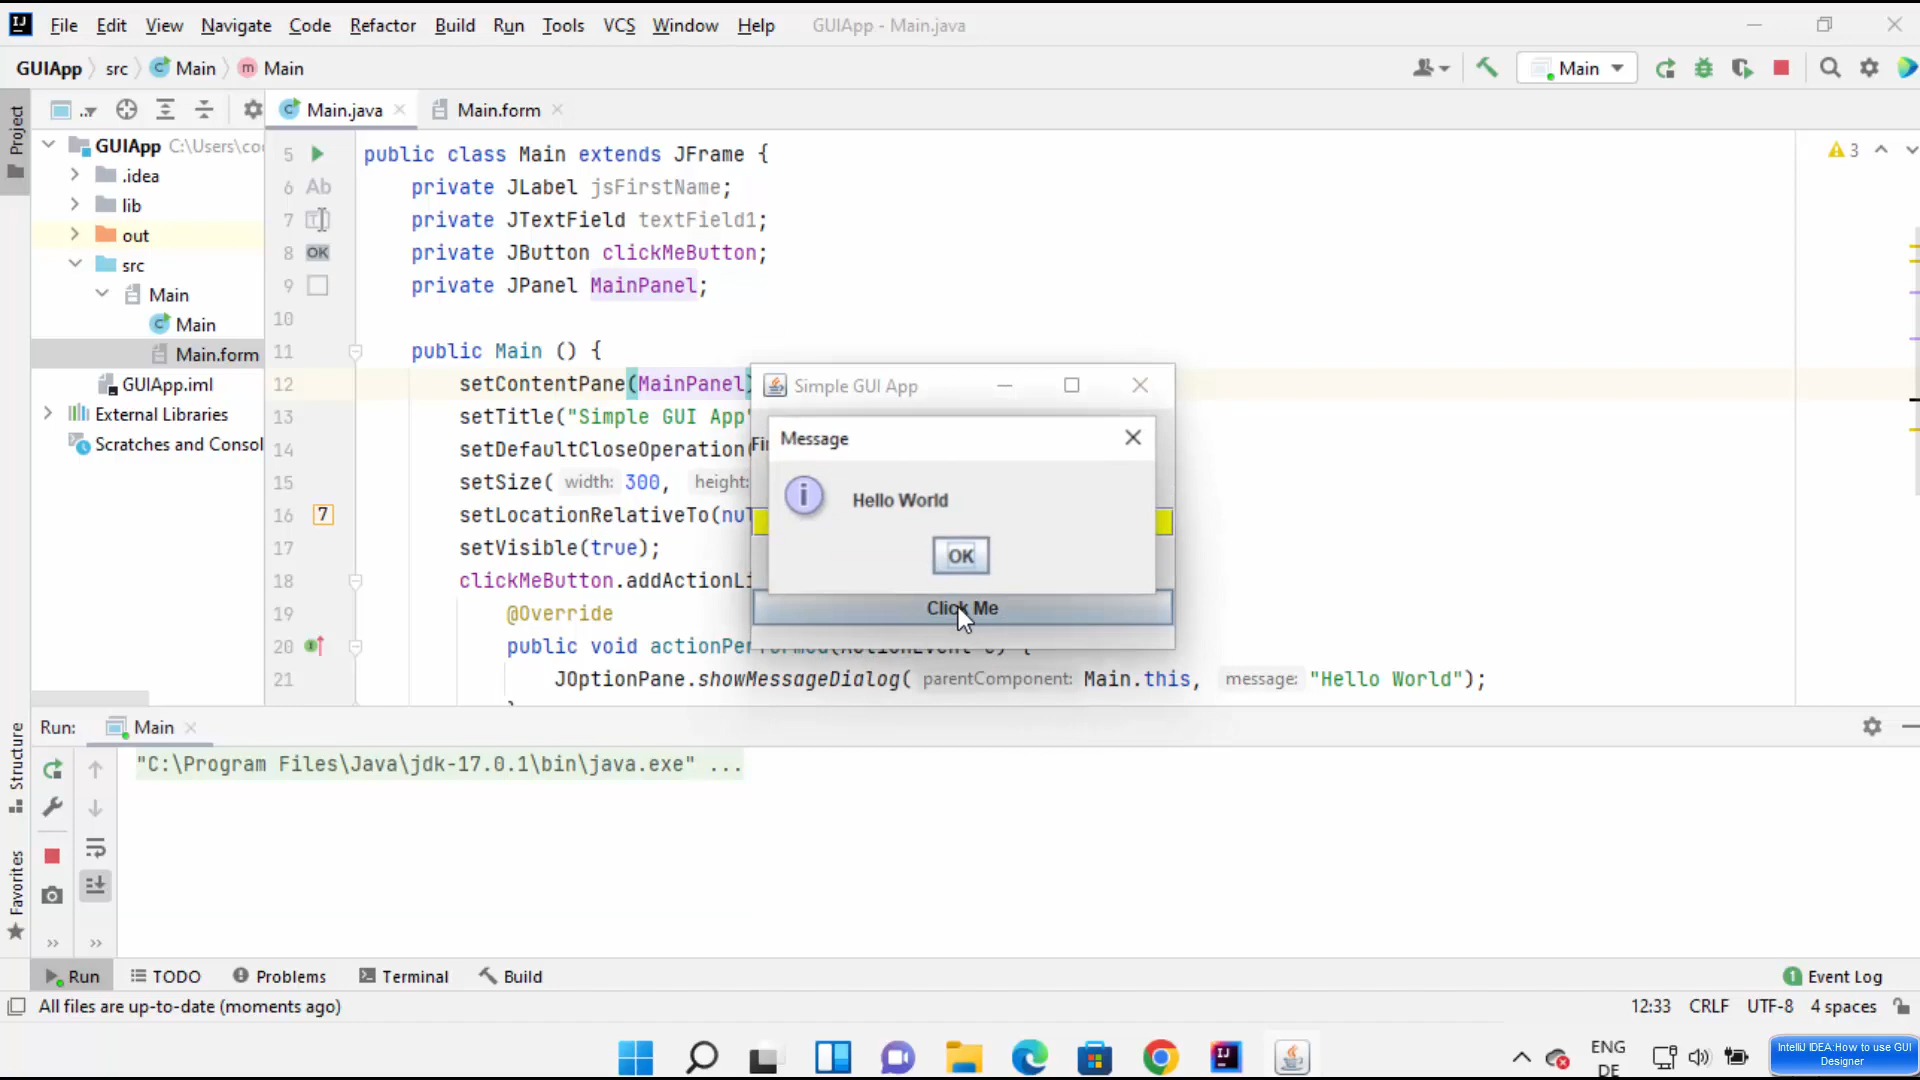 File Edit View Navigate Code Refactor Build Run Tools VCS Window Help GUIApp - Main.java
GUIApp src Main m Main Main
Project
Main.java Main.form
GUIApp C:\Users\co
.idea
lib
out
src
Main
Main
Main.form
GUIApp.iml
External Libraries
Scratches and Consol
3
5 public class Main extends JFrame {
6 Ab private JLabel jsFirstName;
7 private JTextField textField1;
8 OK private JButton clickMeButton;
9 private JPanel MainPanel;
10
11 public Main () {
12 setContentPane(MainPanel)
13 setTitle("Simple GUI App"
14 setDefaultCloseOperation(
15 setSize( width: 300, height:
16 7 setLocationRelativeTo(nul
17 setVisible(true);
18 clickMeButton.addActionLi
19 @Override
20 public void actionPerformed(ActionEvent e) {
21 JOptionPane.showMessageDialog( parentComponent: Main.this, message: "Hello World");
Simple GUI App
Fi
Message
Hello World
OK
Click Me
Run: Main
"C:\Program Files\Java\jdk-17.0.1\bin\java.exe" ...
Structure
Favorites
Run TODO Problems Terminal Build 1 Event Log
All files are up-to-date (moments ago) 12:33 CRLF UTF-8 4 spaces
ENG
DE
IntelliJ IDEA:How to use GUI
Designer